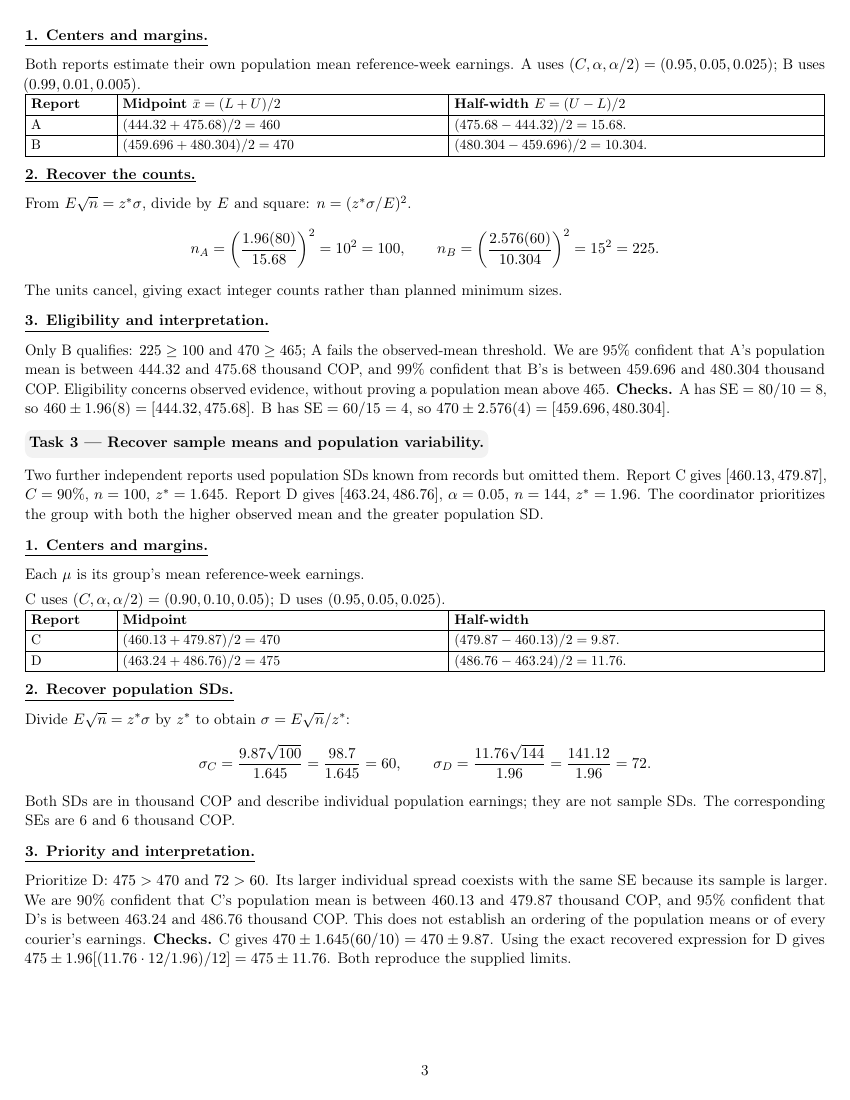 1. Centers and margins.
Both reports estimate their own population mean reference-week earnings. A uses (C, α, α/2) = (0.95, 0.05, 0.025); B uses
(0.99, 0.01, 0.005).
Report Midpoint x̄ = (L + U)/2 Half-width E = (U − L)/2
A (444.32 + 475.68)/2 = 460 (475.68 − 444.32)/2 = 15.68.
B (459.696 + 480.304)/2 = 470 (480.304 − 459.696)/2 = 10.304.
2. Recover the counts.
From E√n = z*σ, divide by E and square: n = (z*σ/E)².
n_A = (1.96(80)/15.68)² = 10² = 100, n_B = (2.576(60)/10.304)² = 15² = 225.
The units cancel, giving exact integer counts rather than planned minimum sizes.
3. Eligibility and interpretation.
Only B qualifies: 225 ≥ 100 and 470 ≥ 465; A fails the observed-mean threshold. We are 95% confident that A's population
mean is between 444.32 and 475.68 thousand COP, and 99% confident that B's is between 459.696 and 480.304 thousand
COP. Eligibility concerns observed evidence, without proving a population mean above 465. Checks. A has SE = 80/10 = 8,
so 460 ± 1.96(8) = [444.32, 475.68]. B has SE = 60/15 = 4, so 470 ± 2.576(4) = [459.696, 480.304].
Task 3 — Recover sample means and population variability.
Two further independent reports used population SDs known from records but omitted them. Report C gives [460.13, 479.87],
C = 90%, n = 100, z* = 1.645. Report D gives [463.24, 486.76], α = 0.05, n = 144, z* = 1.96. The coordinator prioritizes
the group with both the higher observed mean and the greater population SD.
1. Centers and margins.
Each μ is its group's mean reference-week earnings.
C uses (C, α, α/2) = (0.90, 0.10, 0.05); D uses (0.95, 0.05, 0.025).
Report Midpoint Half-width
C (460.13 + 479.87)/2 = 470 (479.87 − 460.13)/2 = 9.87.
D (463.24 + 486.76)/2 = 475 (486.76 − 463.24)/2 = 11.76.
2. Recover population SDs.
Divide E√n = z*σ by z* to obtain σ = E√n/z*:
σ_C = 9.87√100/1.645 = 98.7/1.645 = 60, σ_D = 11.76√144/1.96 = 141.12/1.96 = 72.
Both SDs are in thousand COP and describe individual population earnings; they are not sample SDs. The corresponding
SEs are 6 and 6 thousand COP.
3. Priority and interpretation.
Prioritize D: 475 > 470 and 72 > 60. Its larger individual spread coexists with the same SE because its sample is larger.
We are 90% confident that C's population mean is between 460.13 and 479.87 thousand COP, and 95% confident that
D's is between 463.24 and 486.76 thousand COP. This does not establish an ordering of the population means or of every
courier's earnings. Checks. C gives 470 ± 1.645(60/10) = 470 ± 9.87. Using the exact recovered expression for D gives
475 ± 1.96[(11.76 · 12/1.96)/12] = 475 ± 11.76. Both reproduce the supplied limits.
3